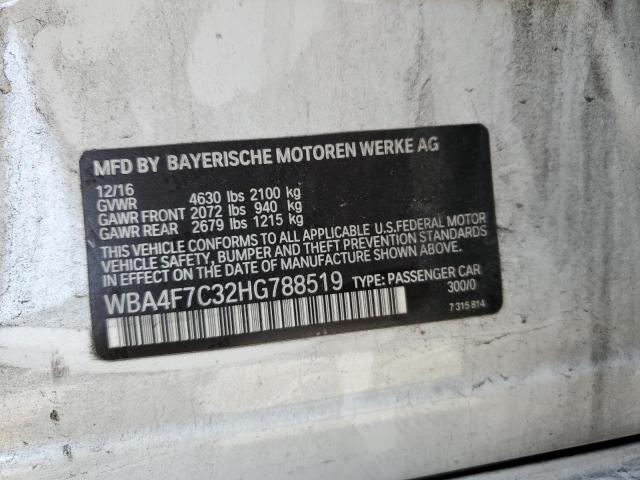 MFD BY BAYERISCHE MOTOREN WERKE AG
12/16
GVWR 4630 lbs 2100 kg
GAWR FRONT 2072 lbs 940 kg
GAWR REAR 2679 lbs 1215 kg
THIS VEHICLE CONFORMS TO ALL APPLICABLE U.S.FEDERAL MOTOR
VEHICLE SAFETY, BUMPER AND THEFT PREVENTION STANDARDS
IN EFFECT ON THE DATE OF MANUFACTURE SHOWN ABOVE.
WBA4F7C32HG788519 TYPE: PASSENGER CAR
300/0
7 315 814